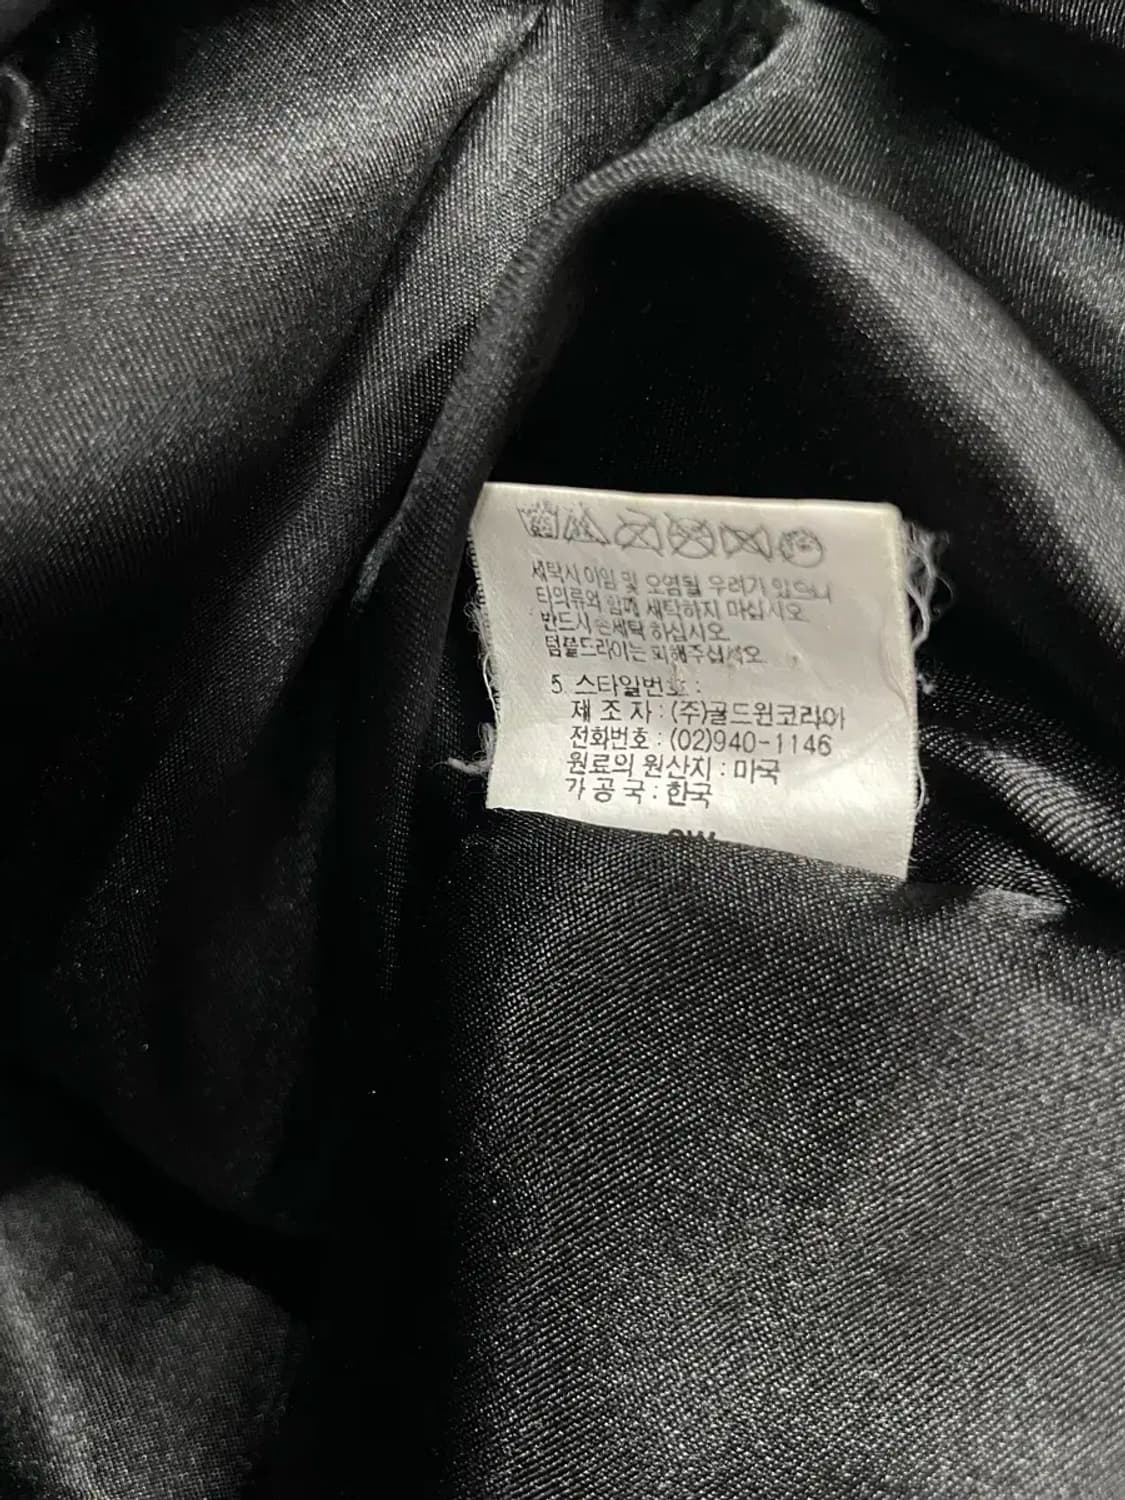 세탁시 이염 및 오염될 우려가 있으니
타의류와 함께 세탁하지 마십시오
반드시 손세탁 하십시오
텀블드라이는 피해주십시오
5. 스타일번호 :
제 조 자 : (주)골드윈코리아
전화번호 : (02)940-1146
원료의 원산지 : 미국
가 공 국 : 한국